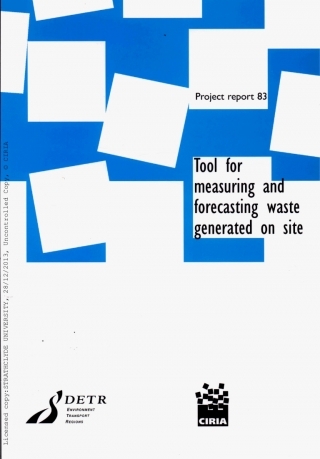 Project report 83
Tool for
measuring and
forecasting waste
generated on site
Licensed copy:STRATHCLYDE UNIVERSITY, 28/12/2013, Uncontrolled Copy, © CIRIA
DETR
ENVIRONMENT
TRANSPORT
REGIONS
CIRIA